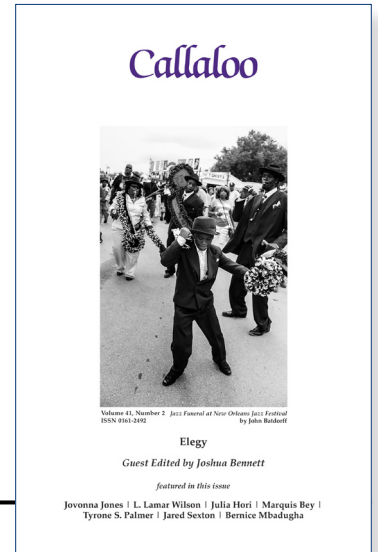 Callaloo
Volume 41, Number 2 Jazz Funeral at New Orleans Jazz Festival
ISSN 0161-2492 by John Batdorff
Elegy
Guest Edited by Joshua Bennett
featured in this issue
Jovonna Jones | L. Lamar Wilson | Julia Hori | Marquis Bey |
Tyrone S. Palmer | Jared Sexton | Bernice Mbadugha